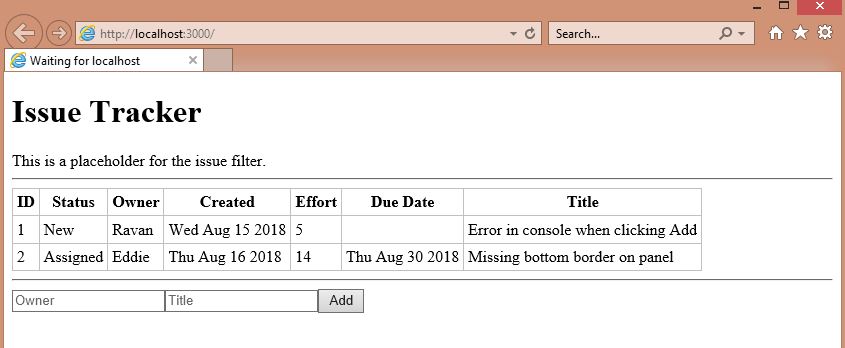 http://localhost:3000/
Search...
Waiting for localhost
Issue Tracker
This is a placeholder for the issue filter.
ID Status Owner Created Effort Due Date Title
1 New Ravan Wed Aug 15 2018 5 Error in console when clicking Add
2 Assigned Eddie Thu Aug 16 2018 14 Thu Aug 30 2018 Missing bottom border on panel
Owner Title Add